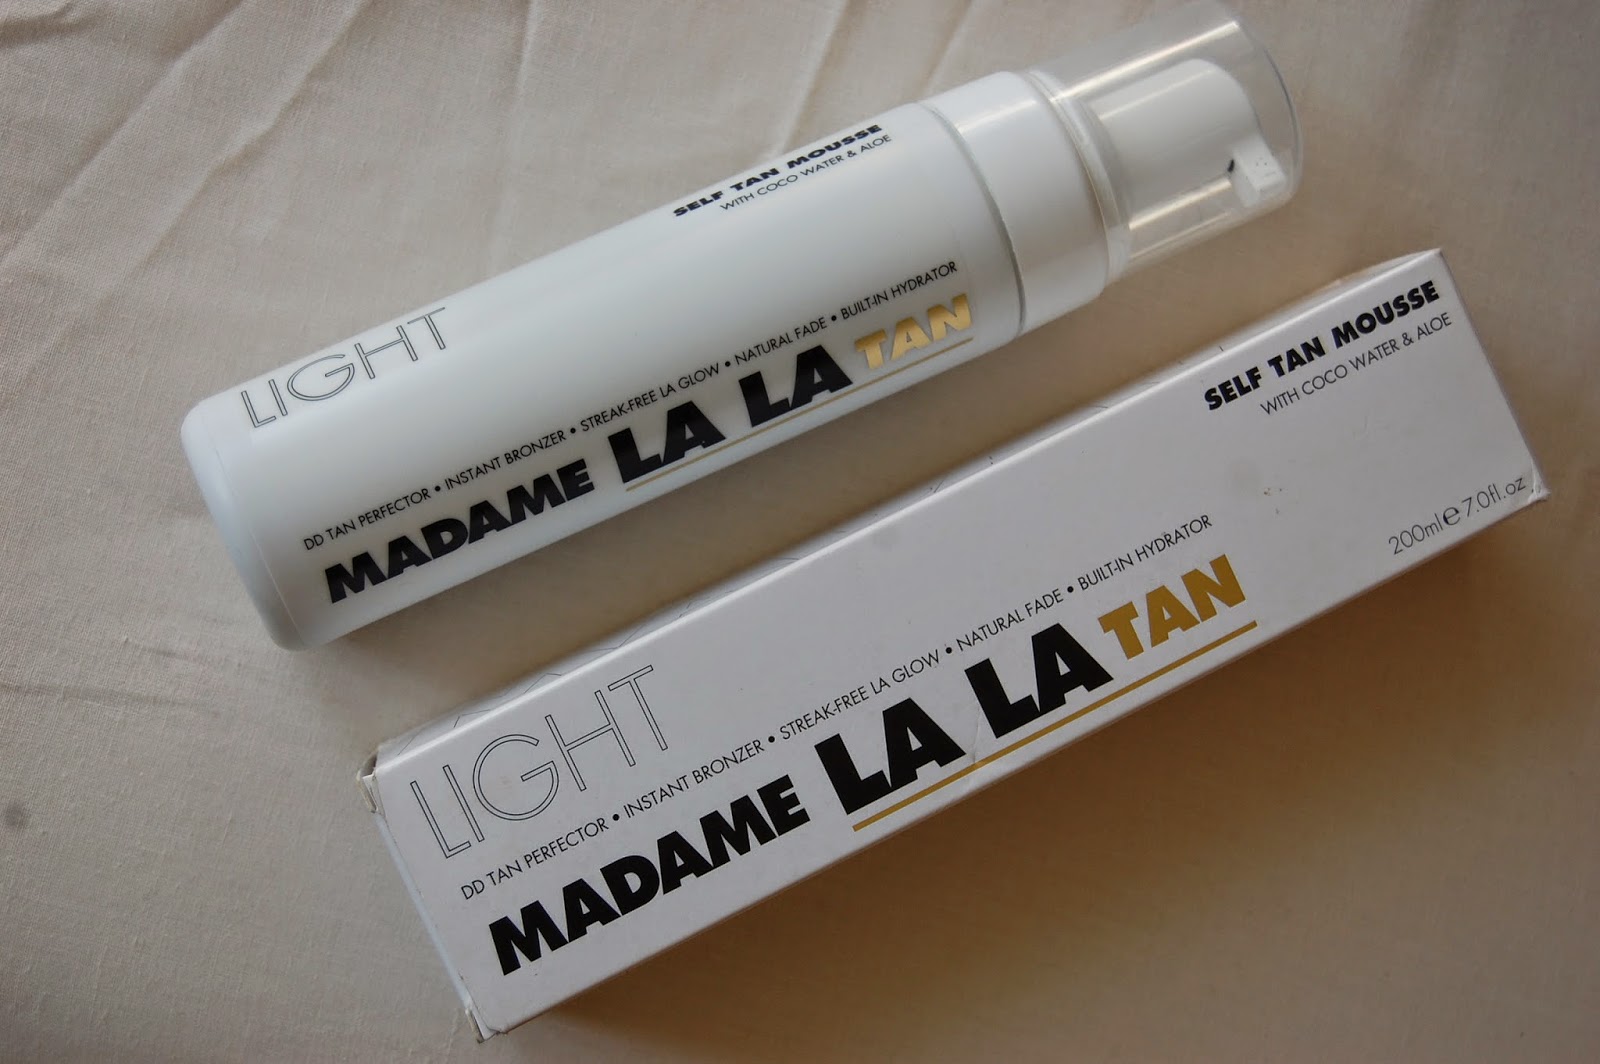 SELF TAN MOUSSE
WITH COCO WATER & ALOE
LIGHT
DD TAN PERFECTOR • INSTANT BRONZER • STREAK-FREE LA GLOW • NATURAL FADE • BUILT-IN HYDRATOR
MADAME LA LA TAN
SELF TAN MOUSSE
WITH COCO WATER & ALOE
LIGHT
DD TAN PERFECTOR • INSTANT BRONZER • STREAK-FREE LA GLOW • NATURAL FADE • BUILT-IN HYDRATOR
MADAME LA LA TAN
200ml e 7.0fl.oz